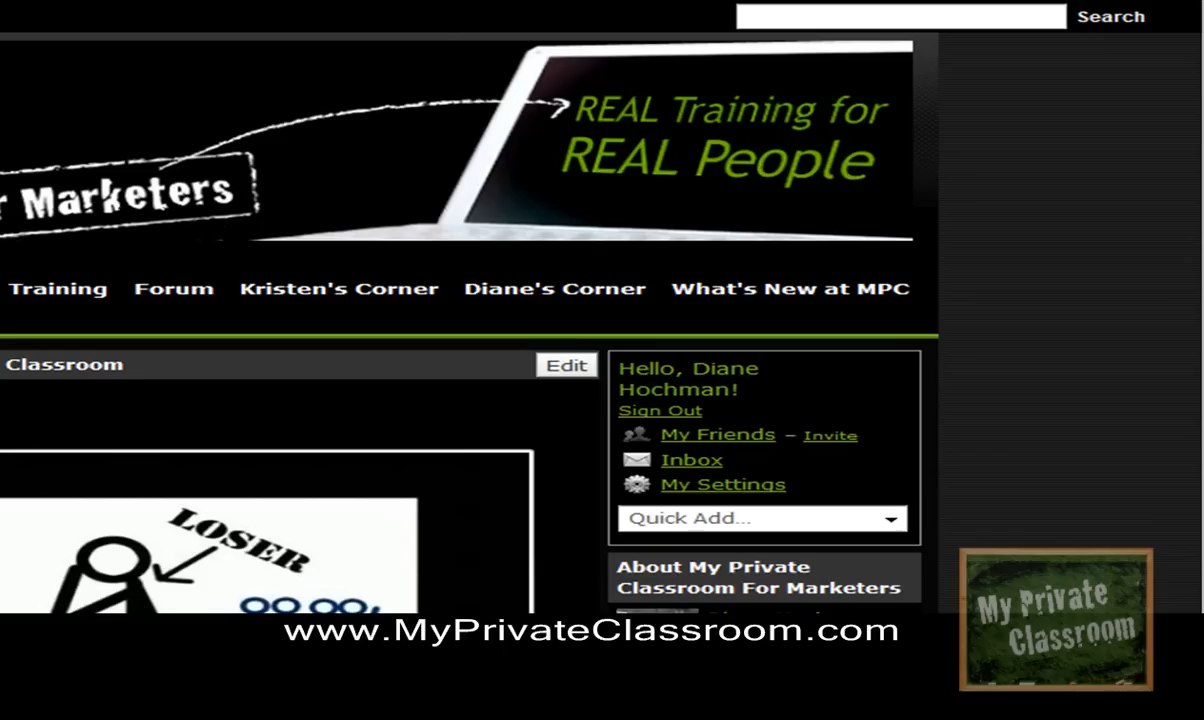 Search
REAL Training for
REAL People
r Marketers
Training Forum Kristen's Corner Diane's Corner What's New at MPC
Classroom Edit
Hello, Diane
Hochman!
Sign Out
My Friends – Invite
Inbox
My Settings
Quick Add...
LOSER
About My Private
Classroom For Marketers
www.MyPrivateClassroom.com
My Private
Classroom